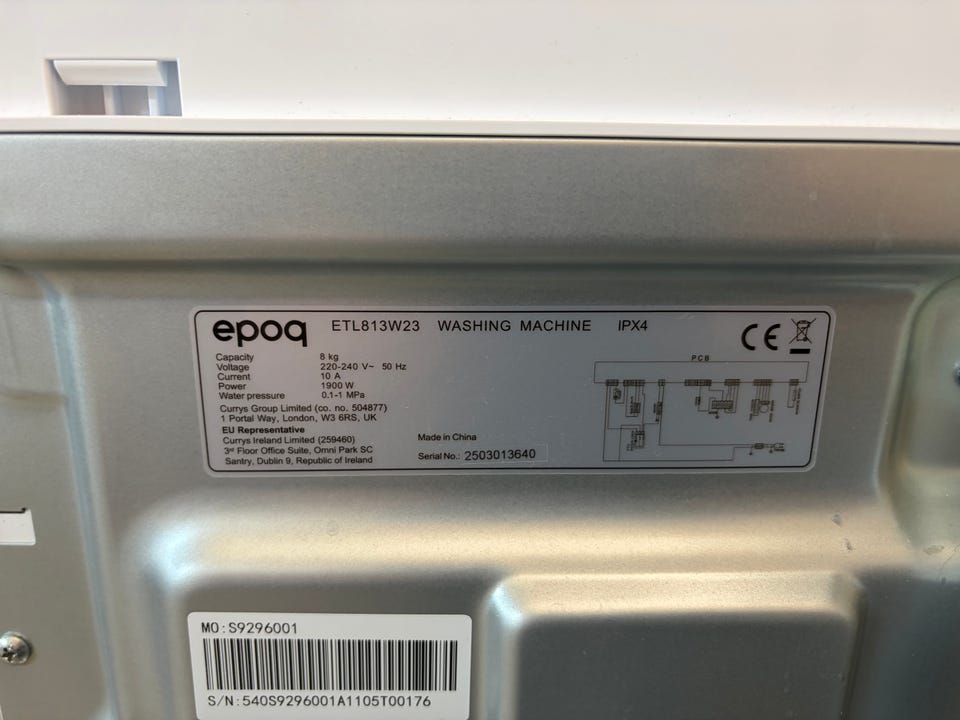 epoq ETL813W23 WASHING MACHINE IPX4
Capacity 8 kg
Voltage 220-240 V~ 50 Hz
Current 10 A
Power 1900 W
Water pressure 0.1-1 MPa
Currys Group Limited (co. no. 504877)
1 Portal Way, London, W3 6RS, UK
EU Representative
Currys Ireland Limited (259460)
3rd Floor Office Suite, Omni Park SC
Santry, Dublin 9, Republic of Ireland
Made in China
Serial No.: 2503013640
CE
PCB
MO:S9296001
S/N:540S9296001A1105T00176